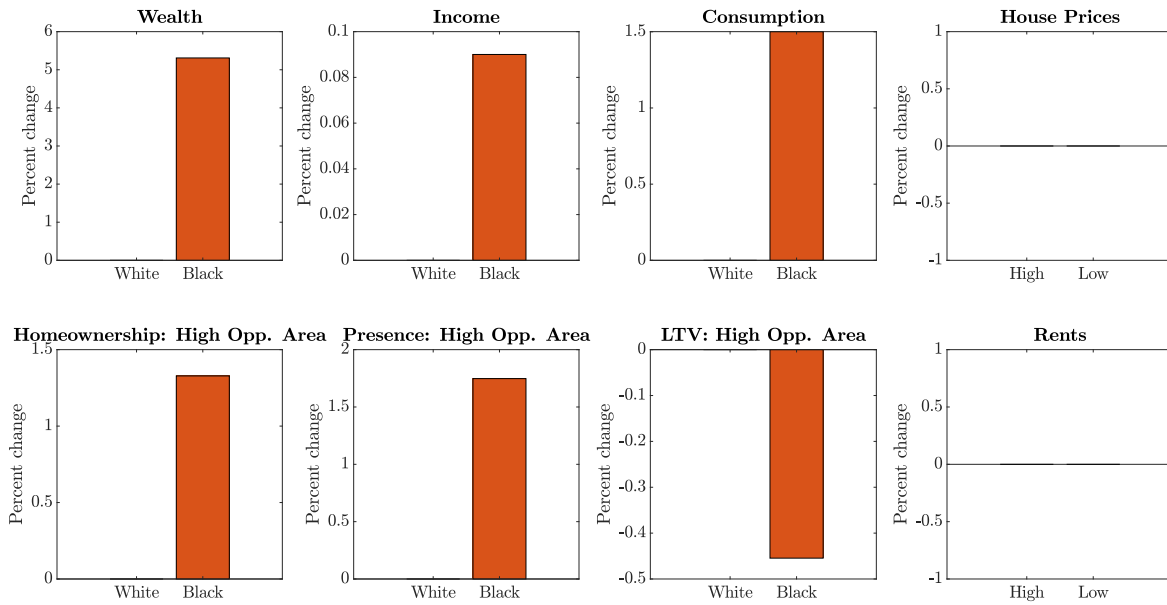 Wealth
Percent change
6
5
4
3
2
1
0
White Black
Income
Percent change
0.1
0.08
0.06
0.04
0.02
0
White Black
Consumption
Percent change
1.5
1
0.5
0
White Black
House Prices
Percent change
1
0.5
0
-0.5
-1
High Low
Homeownership: High Opp. Area
Percent change
1.5
1
0.5
0
White Black
Presence: High Opp. Area
Percent change
2
1.5
1
0.5
0
White Black
LTV: High Opp. Area
Percent change
0
-0.1
-0.2
-0.3
-0.4
-0.5
White Black
Rents
Percent change
1
0.5
0
-0.5
-1
High Low